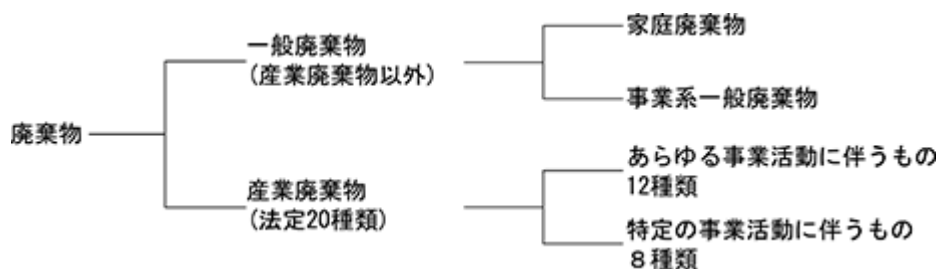 廃棄物
一般廃棄物
(産業廃棄物以外)
家庭廃棄物
事業系一般廃棄物
産業廃棄物
(法定20種類)
あらゆる事業活動に伴うもの
12種類
特定の事業活動に伴うもの
８種類